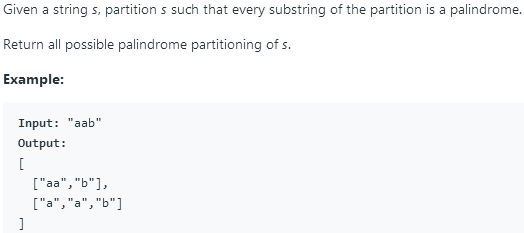 Given a string s, partition s such that every substring of the partition is a palindrome.
Return all possible palindrome partitioning of s.
Example:
Input: "aab"
Output:
[
  ["aa","b"],
  ["a","a","b"]
]